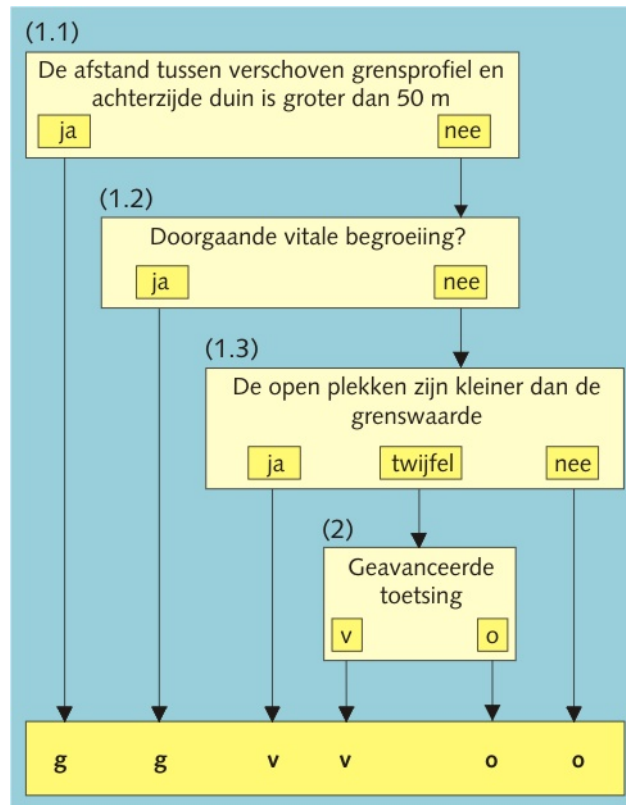 (1.1)
De afstand tussen verschoven grensprofiel en
achterzijde duin is groter dan 50 m
ja nee
(1.2)
Doorgaande vitale begroeiing?
ja nee
(1.3)
De open plekken zijn kleiner dan de
grenswaarde
ja twijfel nee
(2)
Geavanceerde
toetsing
v o
g g v v o o